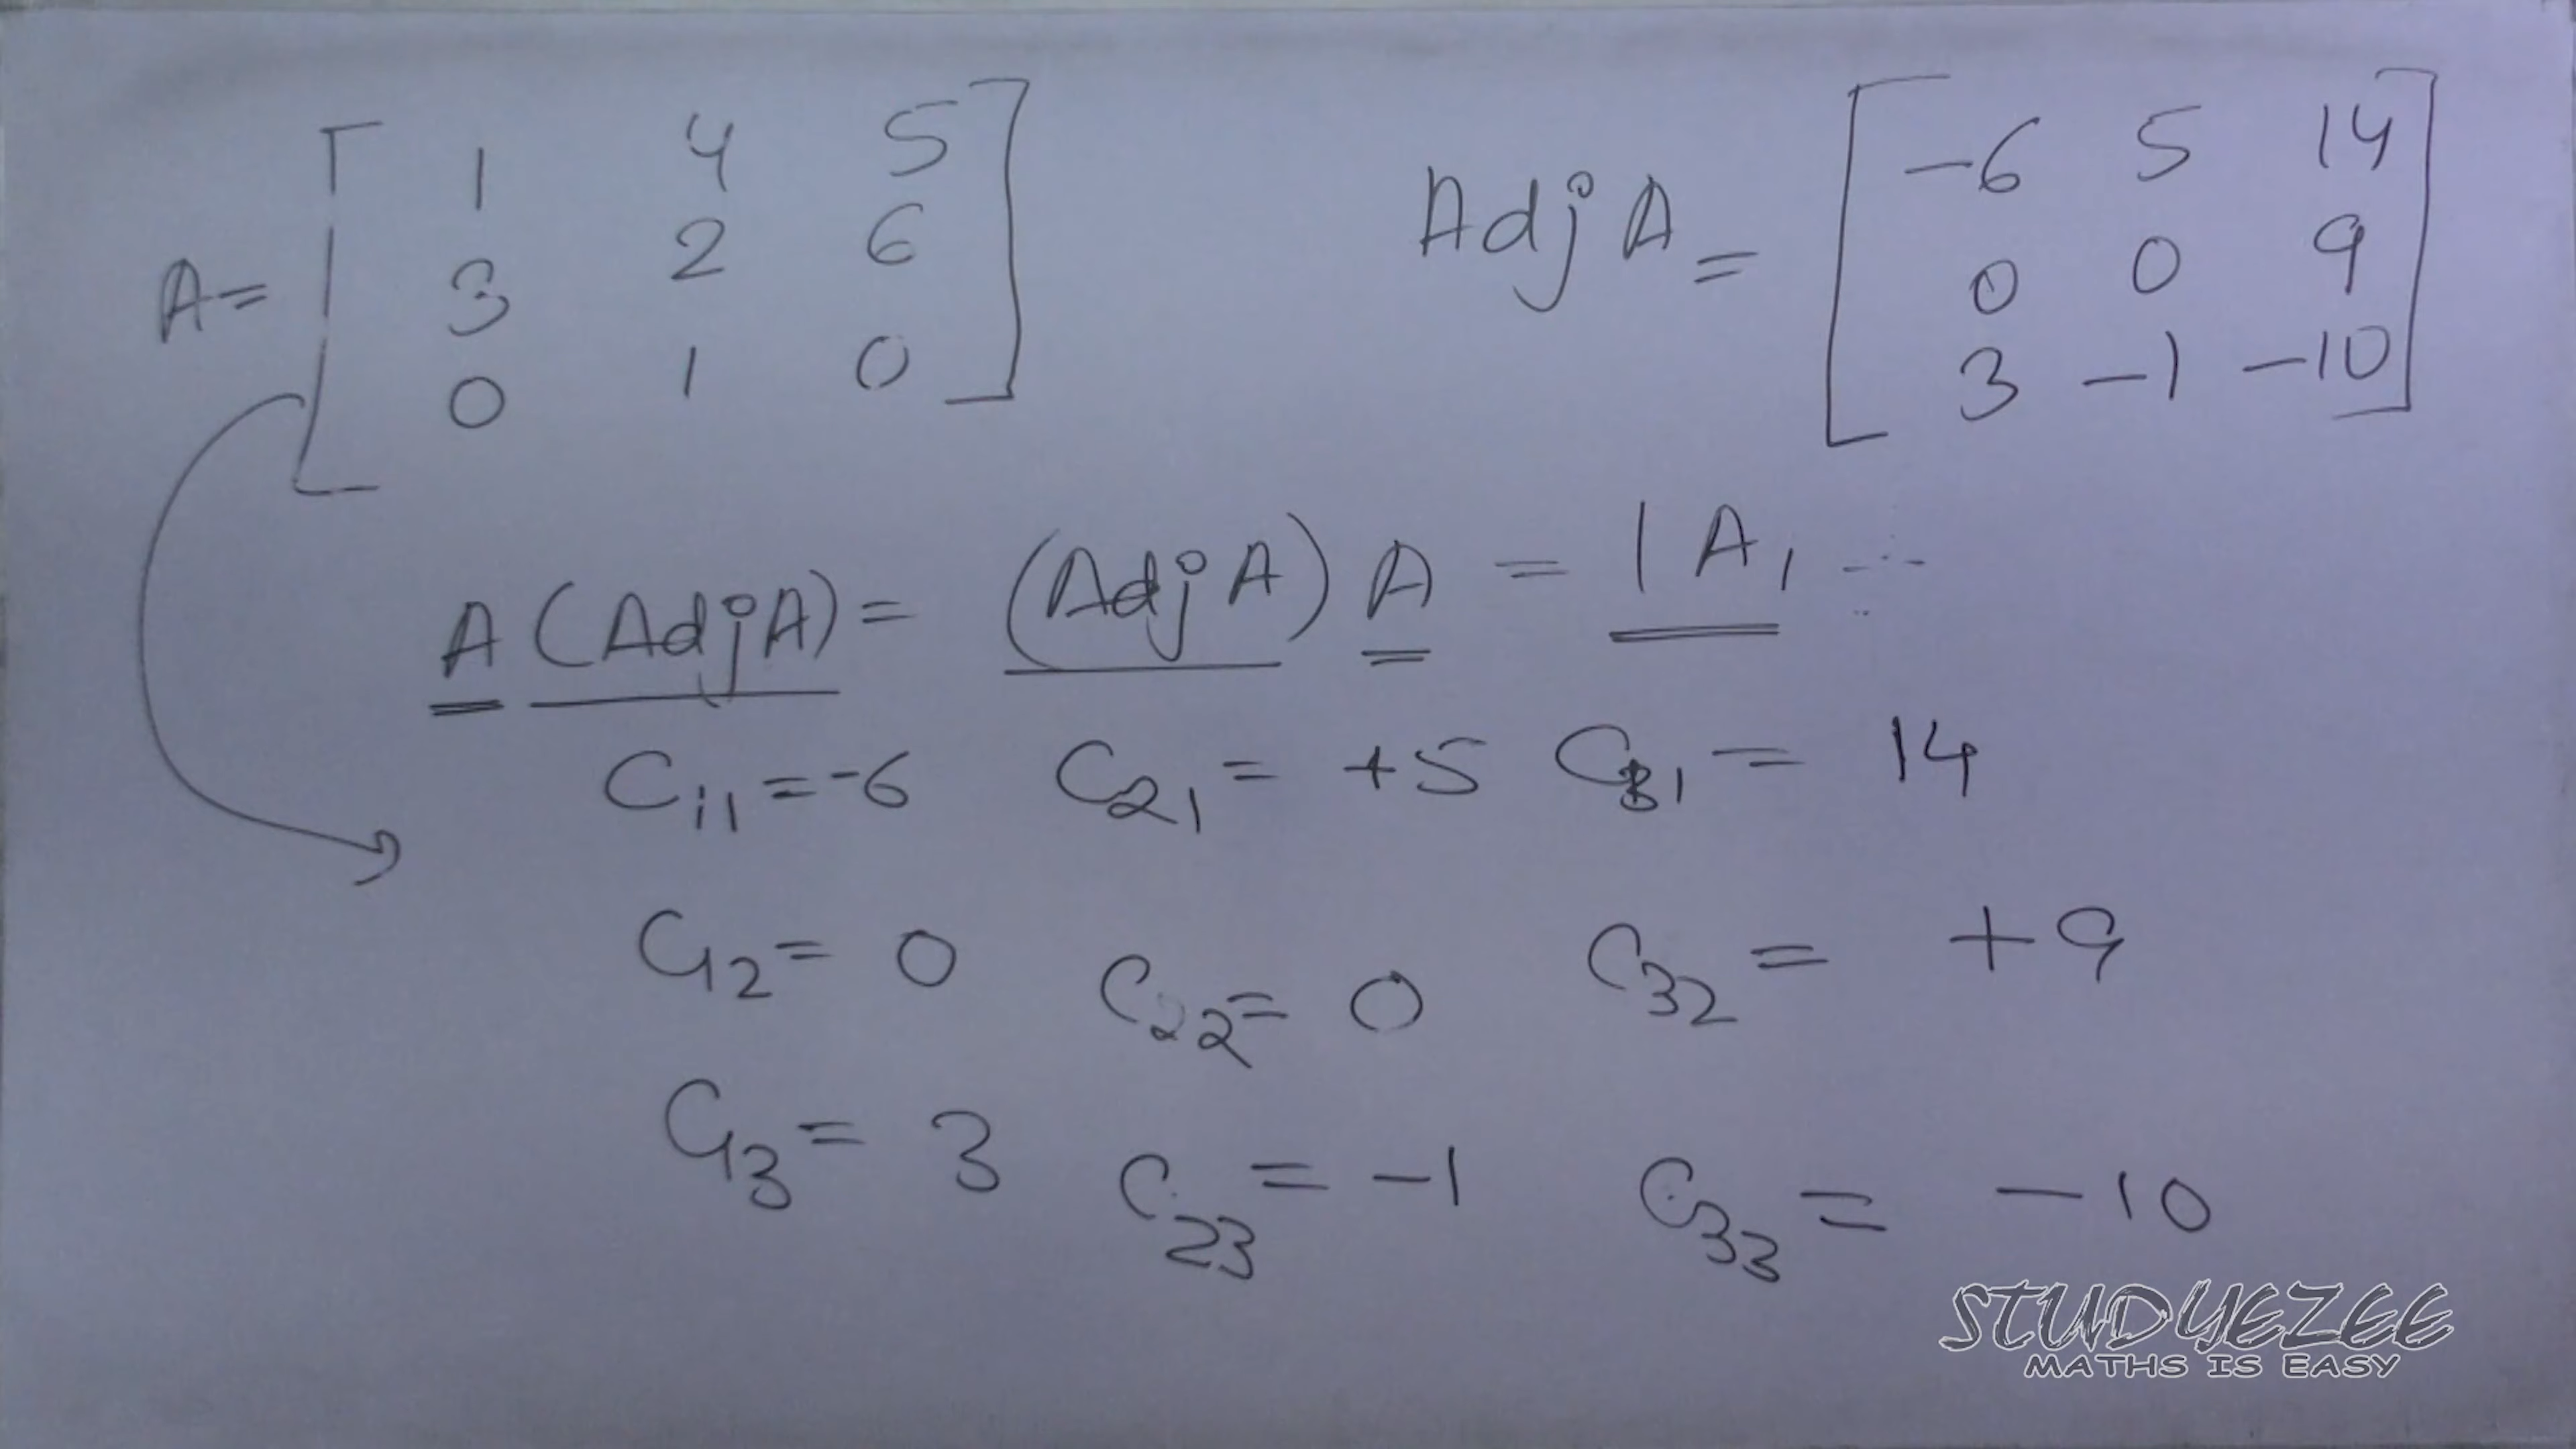 A = [ 1 4 5
3 2 6
0 1 0 ]
Adj A = [ -6 5 14
0 0 9
3 -1 -10 ]
A (Adj A) = (Adj A) A = |A|
C11 = -6 C21 = +5 C31 = 14
C12 = 0 C22 = 0 C32 = +9
C13 = 3 C23 = -1 C33 = -10
STUDYEZEE
MATHS IS EASY